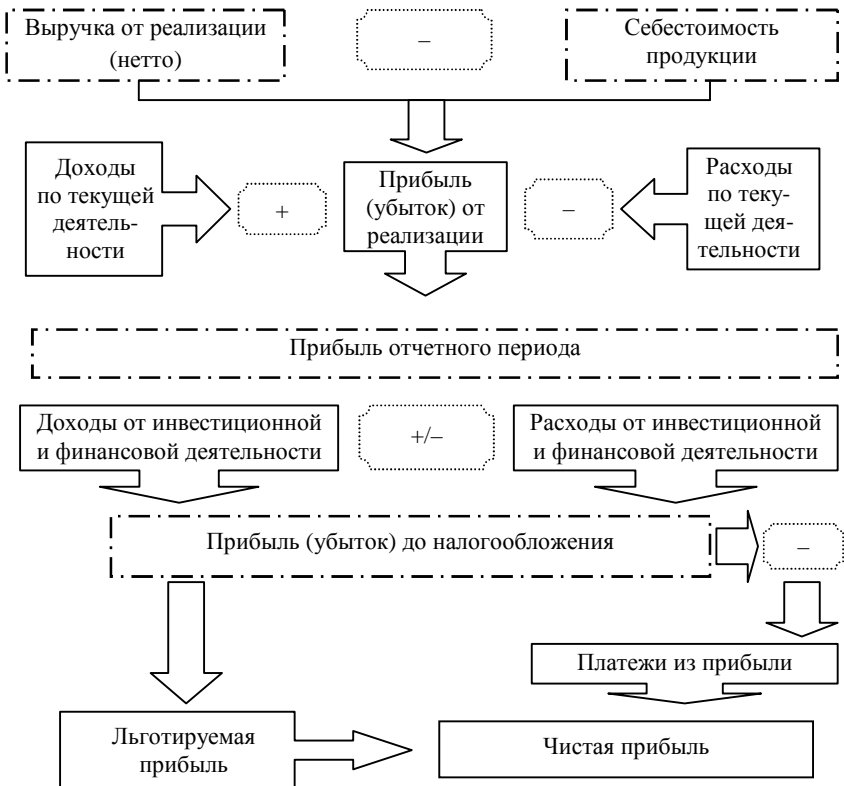 Выручка от реализации
(нетто)
–
Себестоимость
продукции
Доходы
по текущей
деятель-
ности
+
Прибыль
(убыток) от
реализации
–
Расходы
по теку-
щей дея-
тельности
Прибыль отчетного периода
Доходы от инвестиционной
и финансовой деятельности
+/–
Расходы от инвестиционной
и финансовой деятельности
Прибыль (убыток) до налогообложения
–
Платежи из прибыли
Льготируемая
прибыль
Чистая прибыль